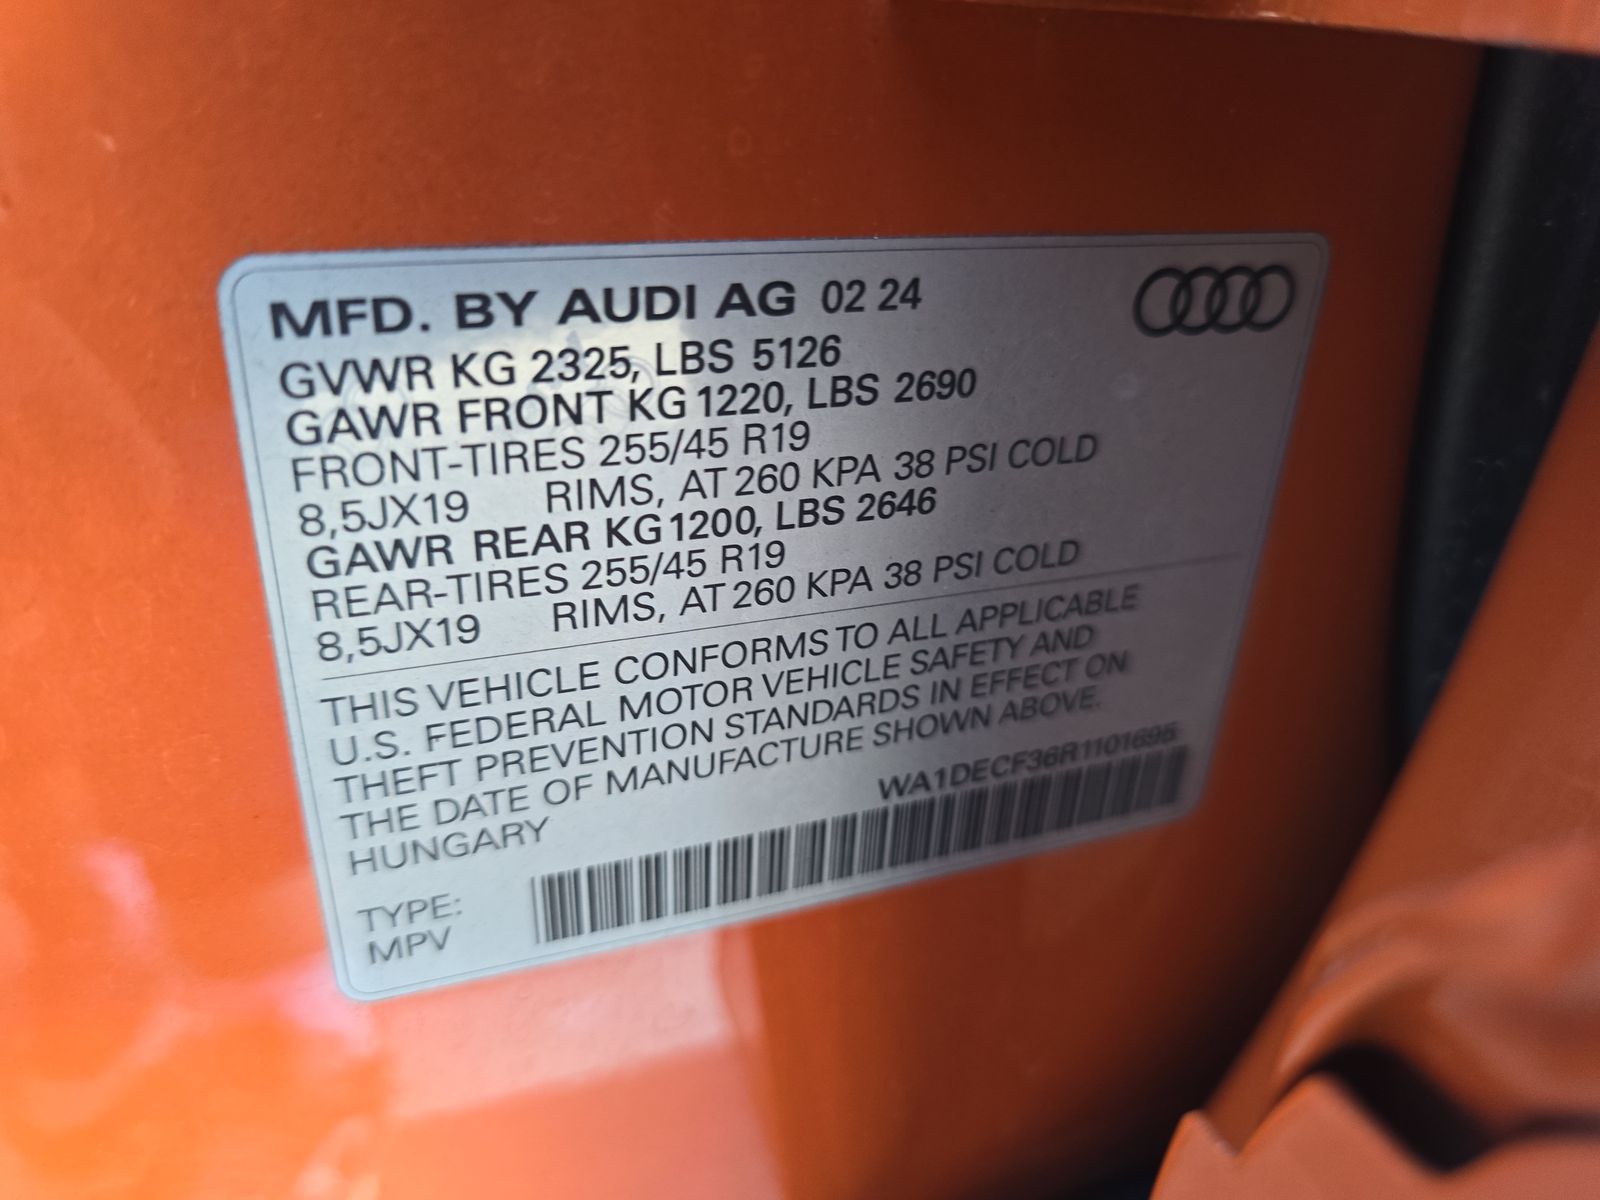 MFD. BY AUDI AG 02 24
GVWR KG 2325, LBS 5126
GAWR FRONT KG 1220, LBS 2690
FRONT-TIRES 255/45 R19
8,5JX19 RIMS, AT 260 KPA 38 PSI COLD
GAWR REAR KG 1200, LBS 2646
REAR-TIRES 255/45 R19
8,5JX19 RIMS, AT 260 KPA 38 PSI COLD
THIS VEHICLE CONFORMS TO ALL APPLICABLE
U.S. FEDERAL MOTOR VEHICLE SAFETY AND
THEFT PREVENTION STANDARDS IN EFFECT ON
THE DATE OF MANUFACTURE SHOWN ABOVE.
HUNGARY
WA1DECF36R1101695
TYPE:
MPV